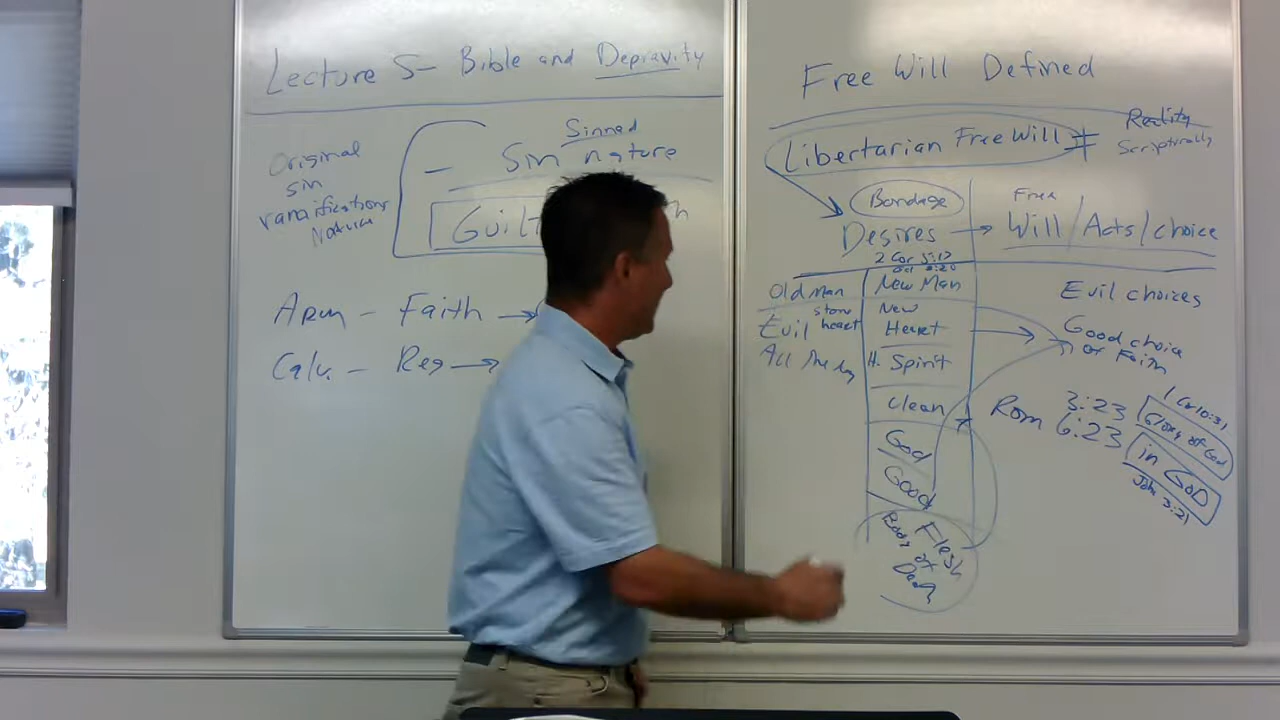 Lecture 5- Bible and Depravity
Original
sin
ramifications
Nature
Sinned
- Sin nature
Guilt
Arm - Faith →
Calv. - Reg →
Free Will Defined
Libertarian Free Will ≠
Reality
Scripturally
Bondage
Free
Desires → Will / Acts / choice
2 Cor 5:17
Old man
New Man
Evil choices
stone
heart
Evil
New
Heart
Good choice
of Faith
All the day
H. Spirit
Clean
Rom 3:23
6:23
1 Cor 10:31
Glory of God
in GOD
John 3:21
God
Good
Flesh
Body of
Death